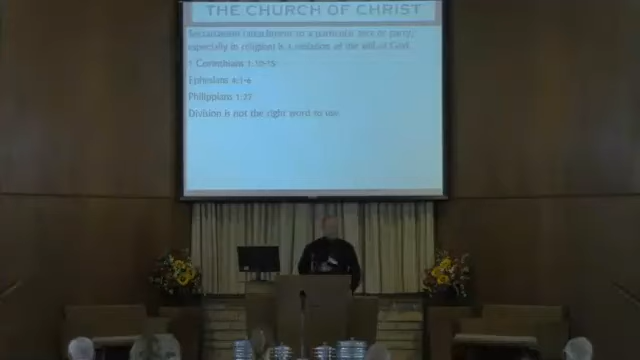 THE CHURCH OF CHRIST
Sectarianism (attachment to a particular sect or party,
especially in religion is a violation of the will of God.
1 Corinthians 1:10-13
Ephesians 4:1-6
Philippians 1:27
Division is not the right word to use